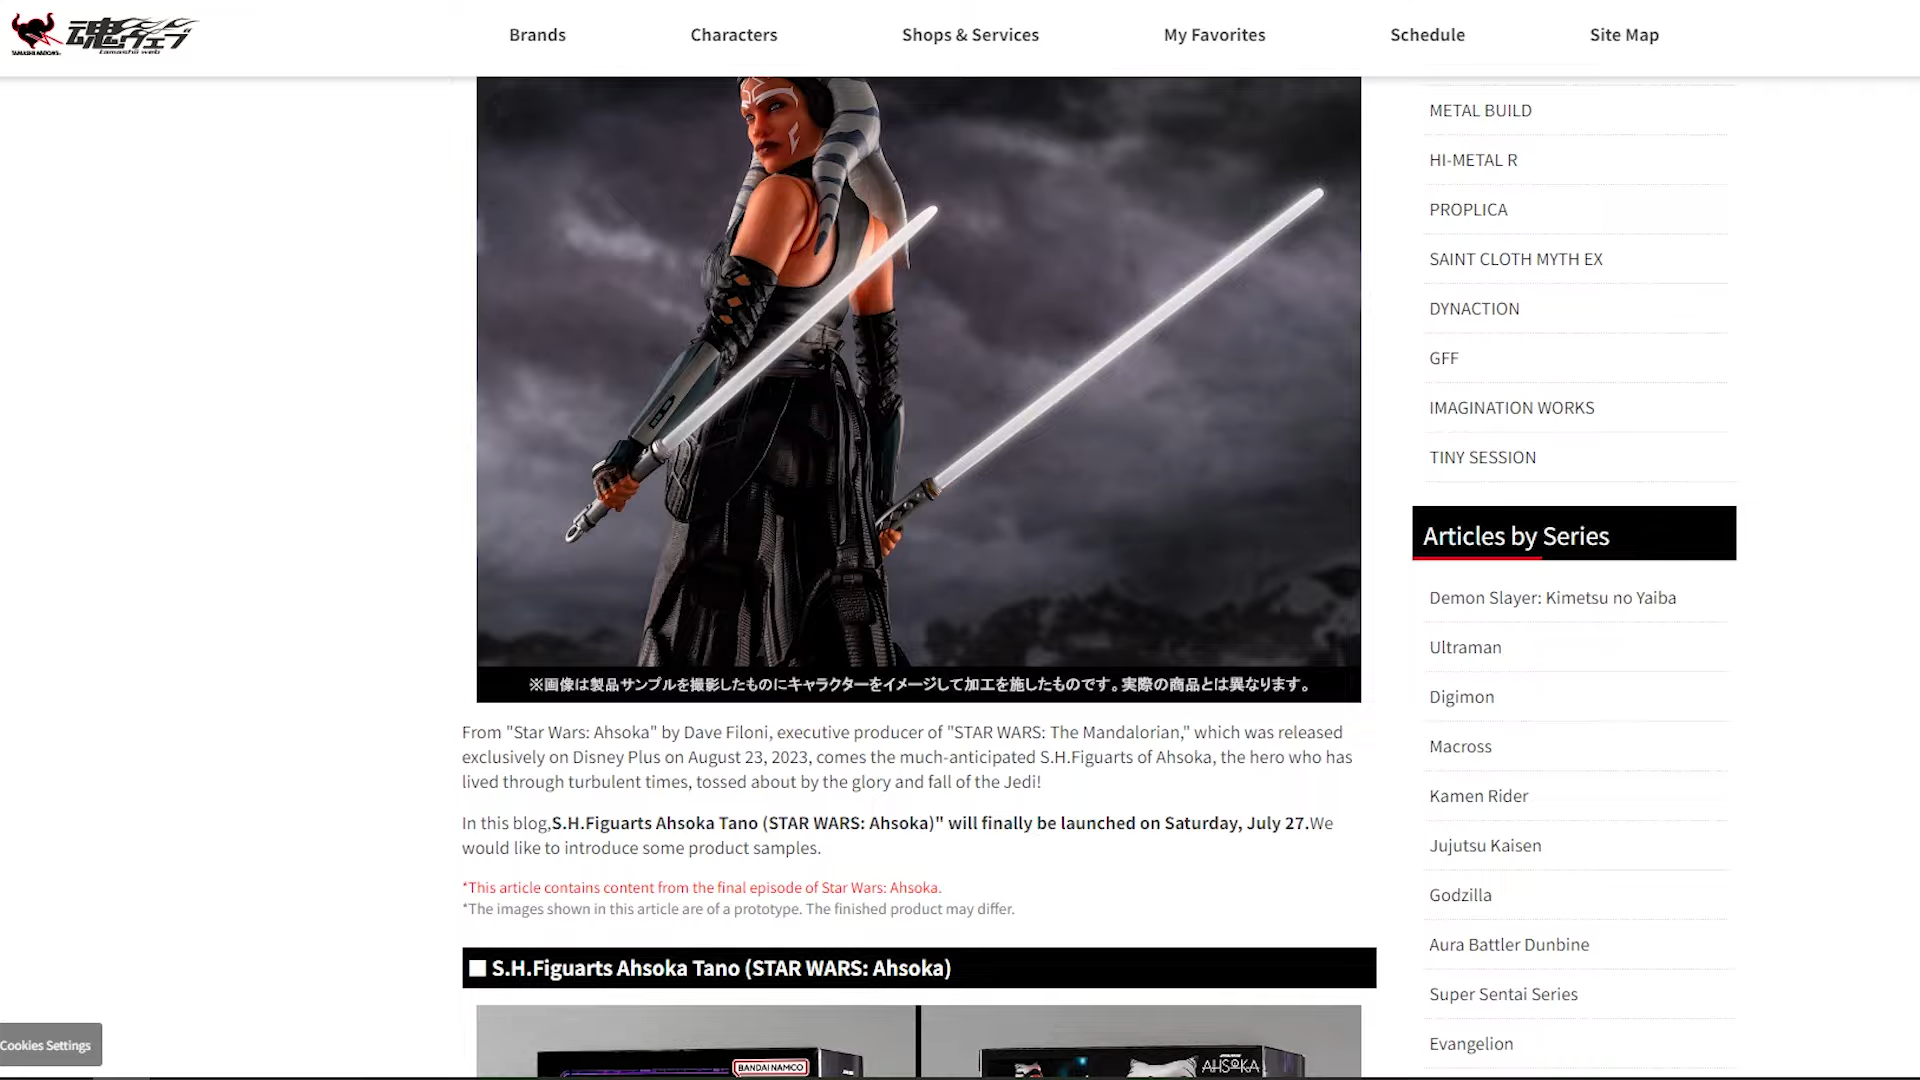 TAMASHII NATIONS
魂ウェブ
tamashii web
Brands
Characters
Shops & Services
My Favorites
Schedule
Site Map
※画像は製品サンプルを撮影したものにキャラクターをイメージして加工を施したものです。実際の商品とは異なります。
From "Star Wars: Ahsoka" by Dave Filoni, executive producer of "STAR WARS: The Mandalorian," which was released
exclusively on Disney Plus on August 23, 2023, comes the much-anticipated S.H.Figuarts of Ahsoka, the hero who has
lived through turbulent times, tossed about by the glory and fall of the Jedi!
In this blog,S.H.Figuarts Ahsoka Tano (STAR WARS: Ahsoka)" will finally be launched on Saturday, July 27.We
would like to introduce some product samples.
*This article contains content from the final episode of Star Wars: Ahsoka.
*The images shown in this article are of a prototype. The finished product may differ.
■ S.H.Figuarts Ahsoka Tano (STAR WARS: Ahsoka)
BANDAI NAMCO
AHSOKA
METAL BUILD
HI-METAL R
PROPLICA
SAINT CLOTH MYTH EX
DYNACTION
GFF
IMAGINATION WORKS
TINY SESSION
Articles by Series
Demon Slayer: Kimetsu no Yaiba
Ultraman
Digimon
Macross
Kamen Rider
Jujutsu Kaisen
Godzilla
Aura Battler Dunbine
Super Sentai Series
Evangelion
Cookies Settings